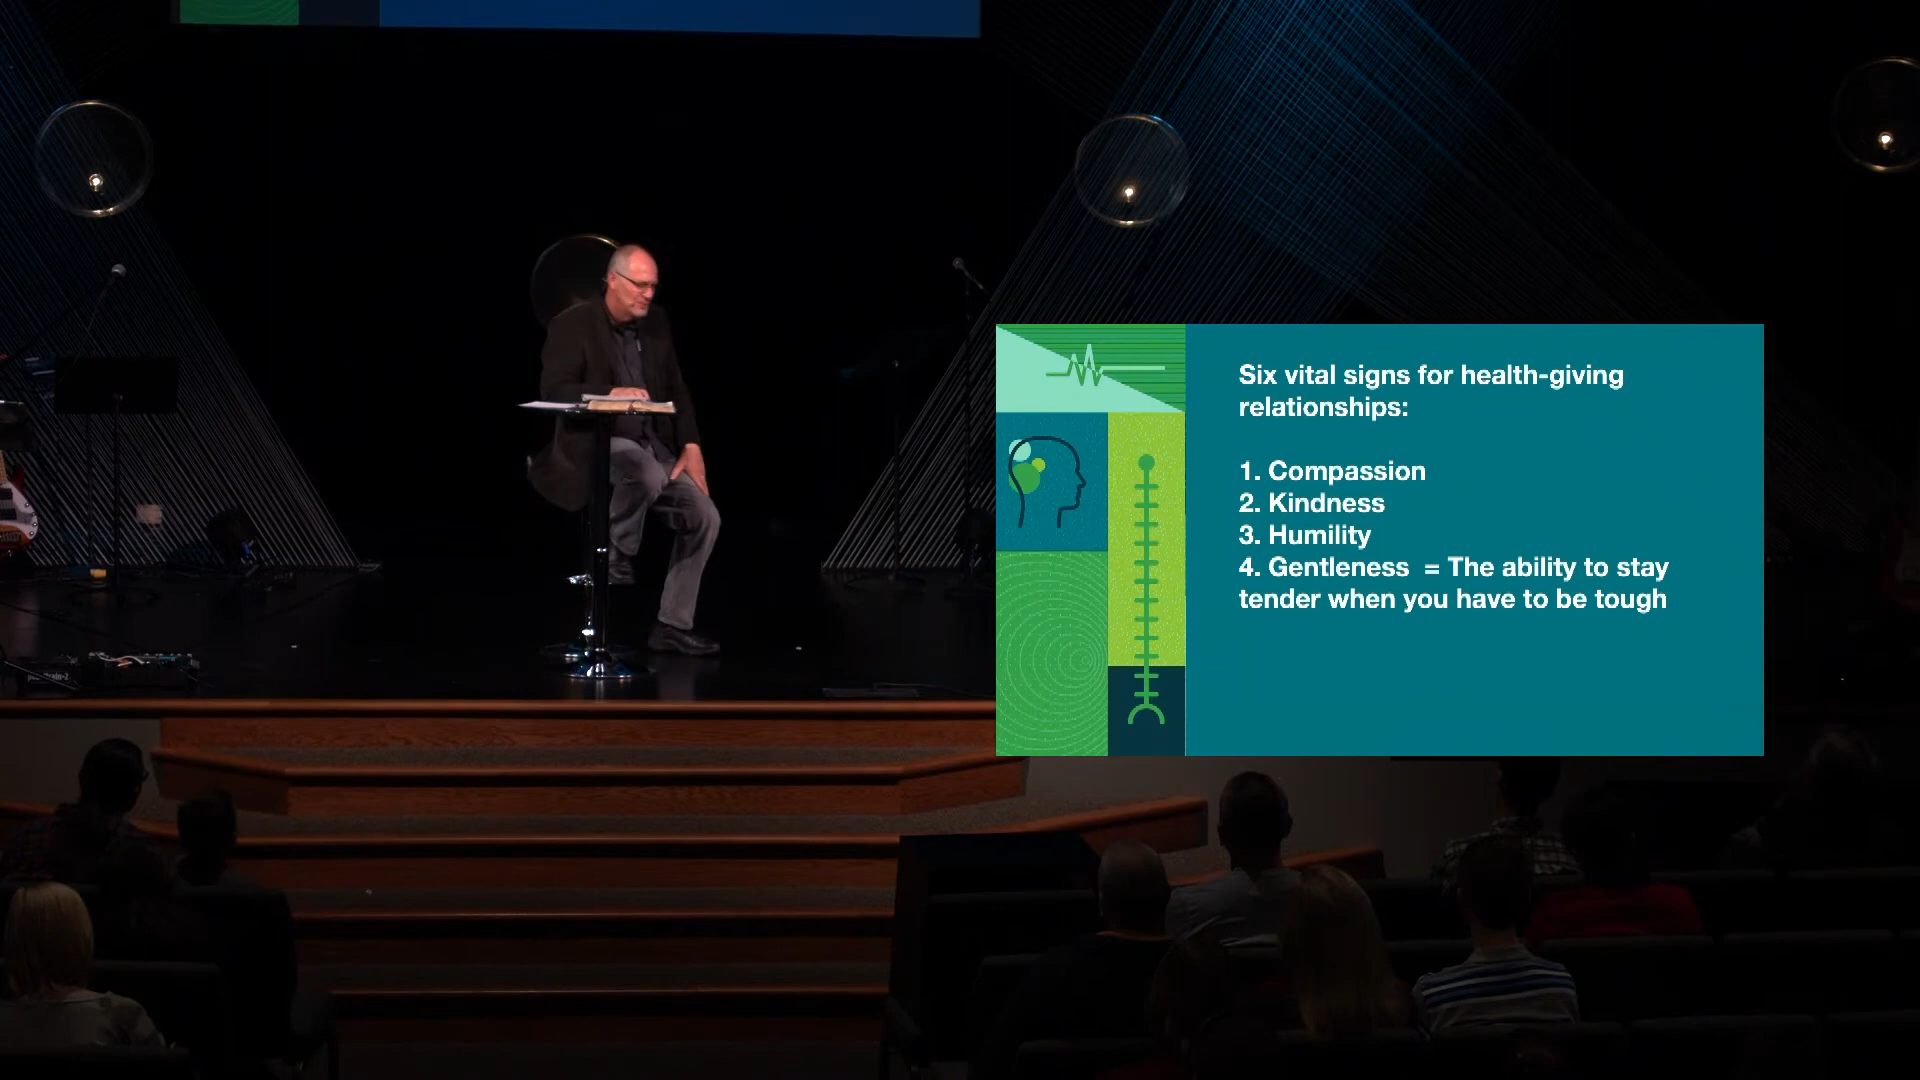 Six vital signs for health-giving
relationships:
1. Compassion
2. Kindness
3. Humility
4. Gentleness  = The ability to stay
tender when you have to be tough